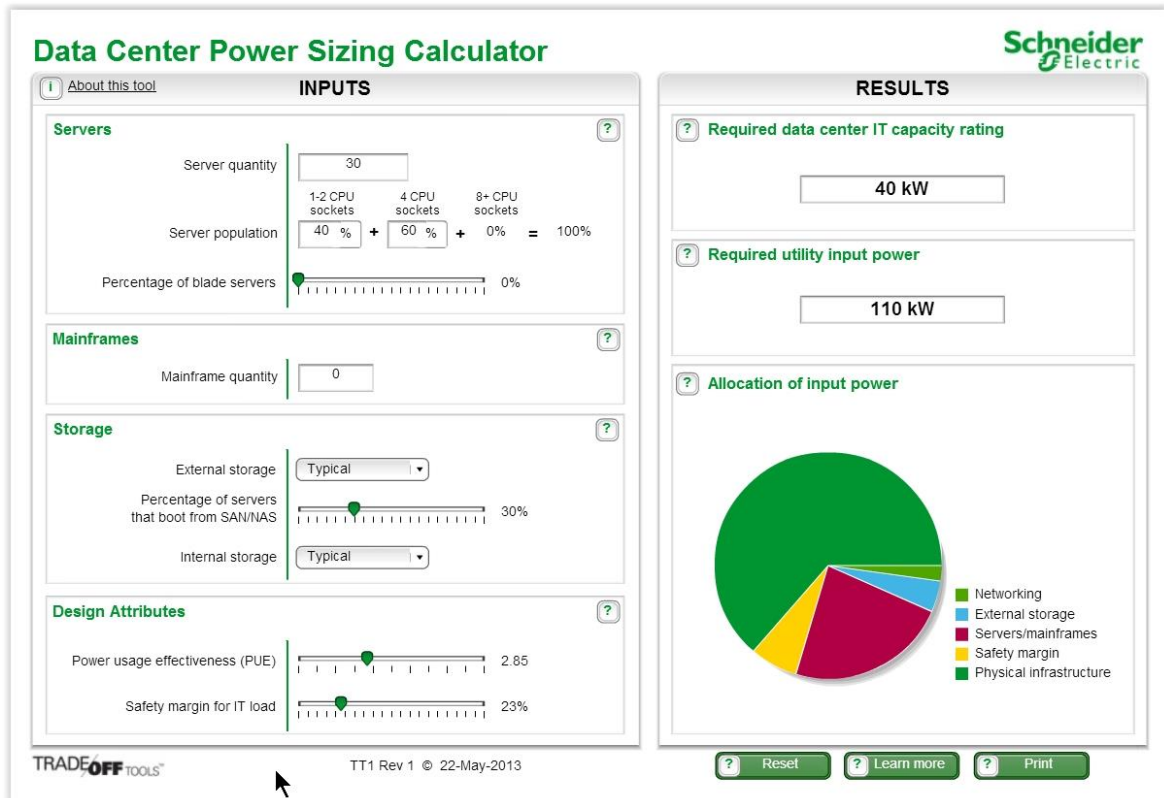 Data Center Power Sizing Calculator
Schneider
Electric
i About this tool
INPUTS
Servers ?
Server quantity 30
1-2 CPU sockets 4 CPU sockets 8+ CPU sockets
Server population 40 % + 60 % + 0% = 100%
Percentage of blade servers 0%
Mainframes ?
Mainframe quantity 0
Storage ?
External storage Typical
Percentage of servers
that boot from SAN/NAS 30%
Internal storage Typical
Design Attributes ?
Power usage effectiveness (PUE) 2.85
Safety margin for IT load 23%
RESULTS
? Required data center IT capacity rating
40 kW
? Required utility input power
110 kW
? Allocation of input power
Networking
External storage
Servers/mainframes
Safety margin
Physical infrastructure
TRADE/OFF TOOLS™
TT1 Rev 1 © 22-May-2013
? Reset ? Learn more ? Print